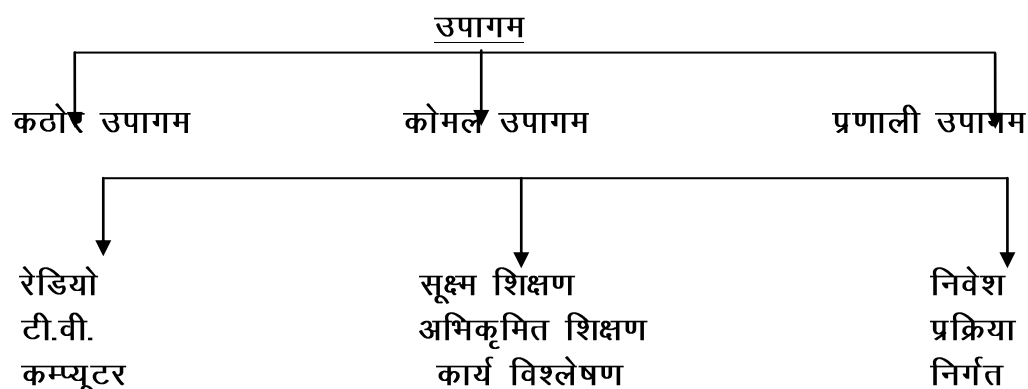 उपागम
कठोर उपागम कोमल उपागम प्रणाली उपागम
रेडियो सूक्ष्म शिक्षण निवेश
टी.वी. अभिकृमित शिक्षण प्रक्रिया
कम्प्यूटर कार्य विश्लेषण निर्गत